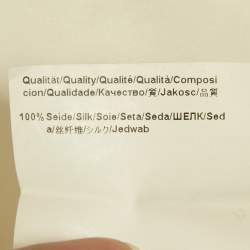 Qualität/Quality/Qualité/Qualità/Composi
cion/Qualidade/Качество/質/Jakosc/品質
100% Seide/Silk/Soie/Seta/Seda/ШЕЛК/Sed
a/丝纤维/シルク/Jedwab